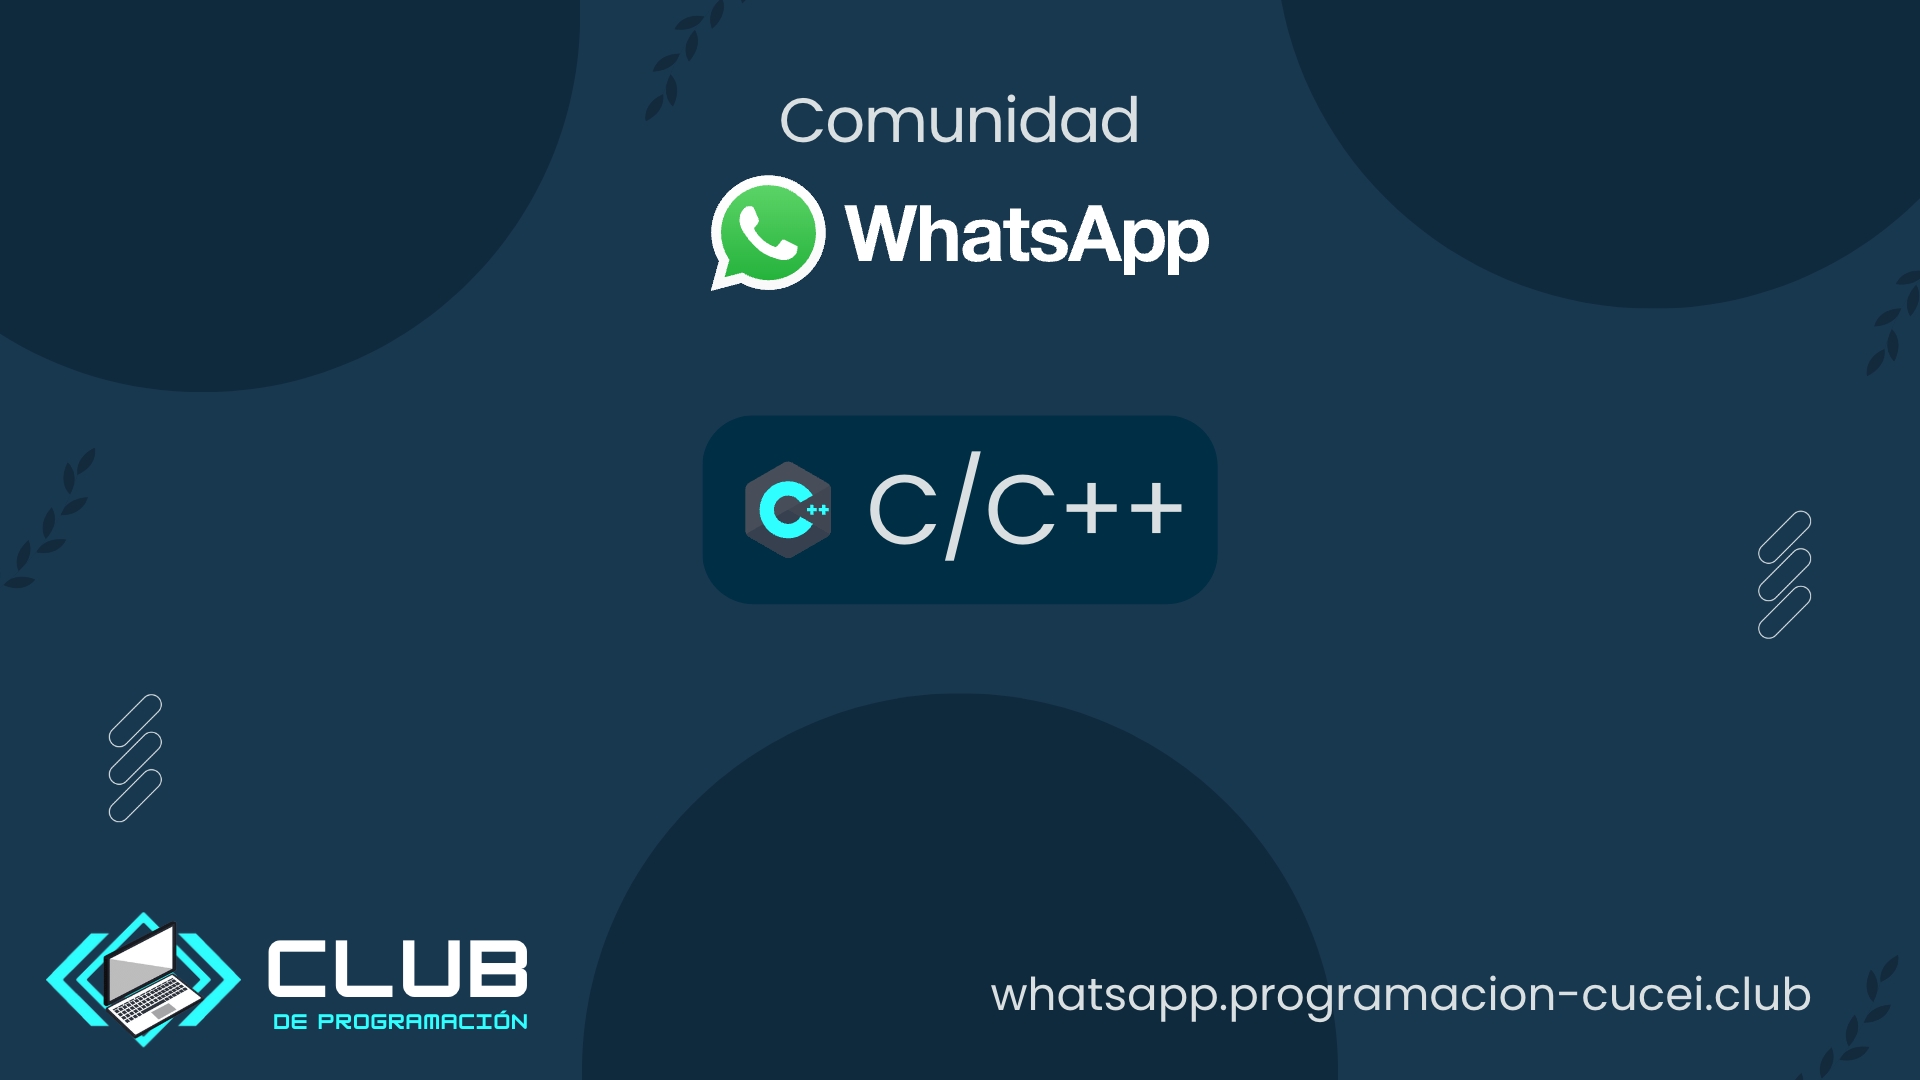 Comunidad
WhatsApp
C++ C/C++
CLUB
DE PROGRAMACIÓN
whatsapp.programacion-cucei.club